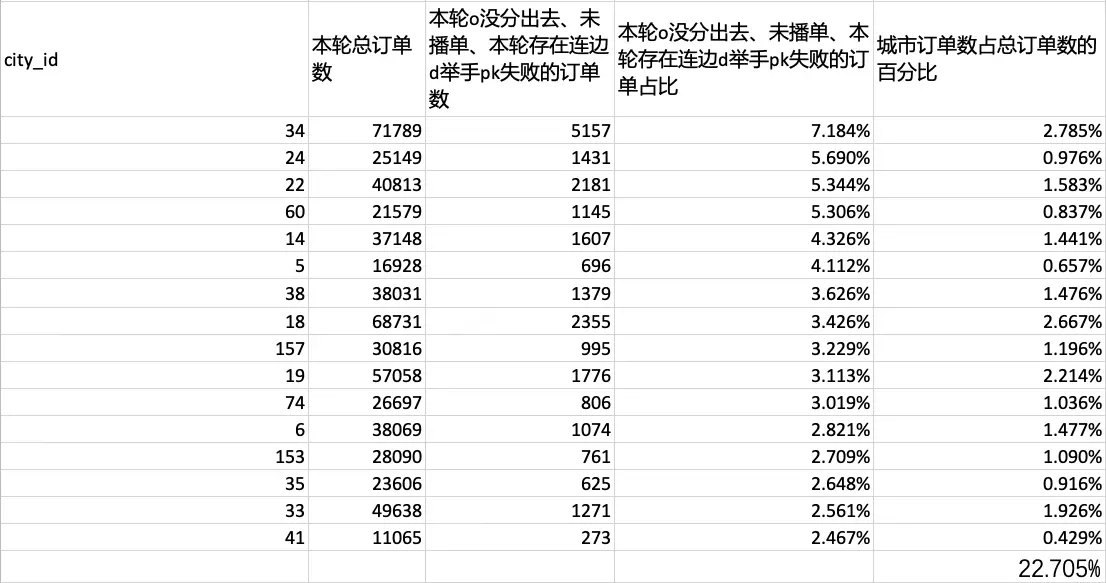 city_id 本轮总订单数 本轮o没分出去、未播单、本轮存在连边d举手pk失败的订单数 本轮o没分出去、未播单、本轮存在连边d举手pk失败的订单占比 城市订单数占总订单数的百分比
34 71789 5157 7.184% 2.785%
24 25149 1431 5.690% 0.976%
22 40813 2181 5.344% 1.583%
60 21579 1145 5.306% 0.837%
14 37148 1607 4.326% 1.441%
5 16928 696 4.112% 0.657%
38 38031 1379 3.626% 1.476%
18 68731 2355 3.426% 2.667%
157 30816 995 3.229% 1.196%
19 57058 1776 3.113% 2.214%
74 26697 806 3.019% 1.036%
6 38069 1074 2.821% 1.477%
153 28090 761 2.709% 1.090%
35 23606 625 2.648% 0.916%
33 49638 1271 2.561% 1.926%
41 11065 273 2.467% 0.429%
22.705%